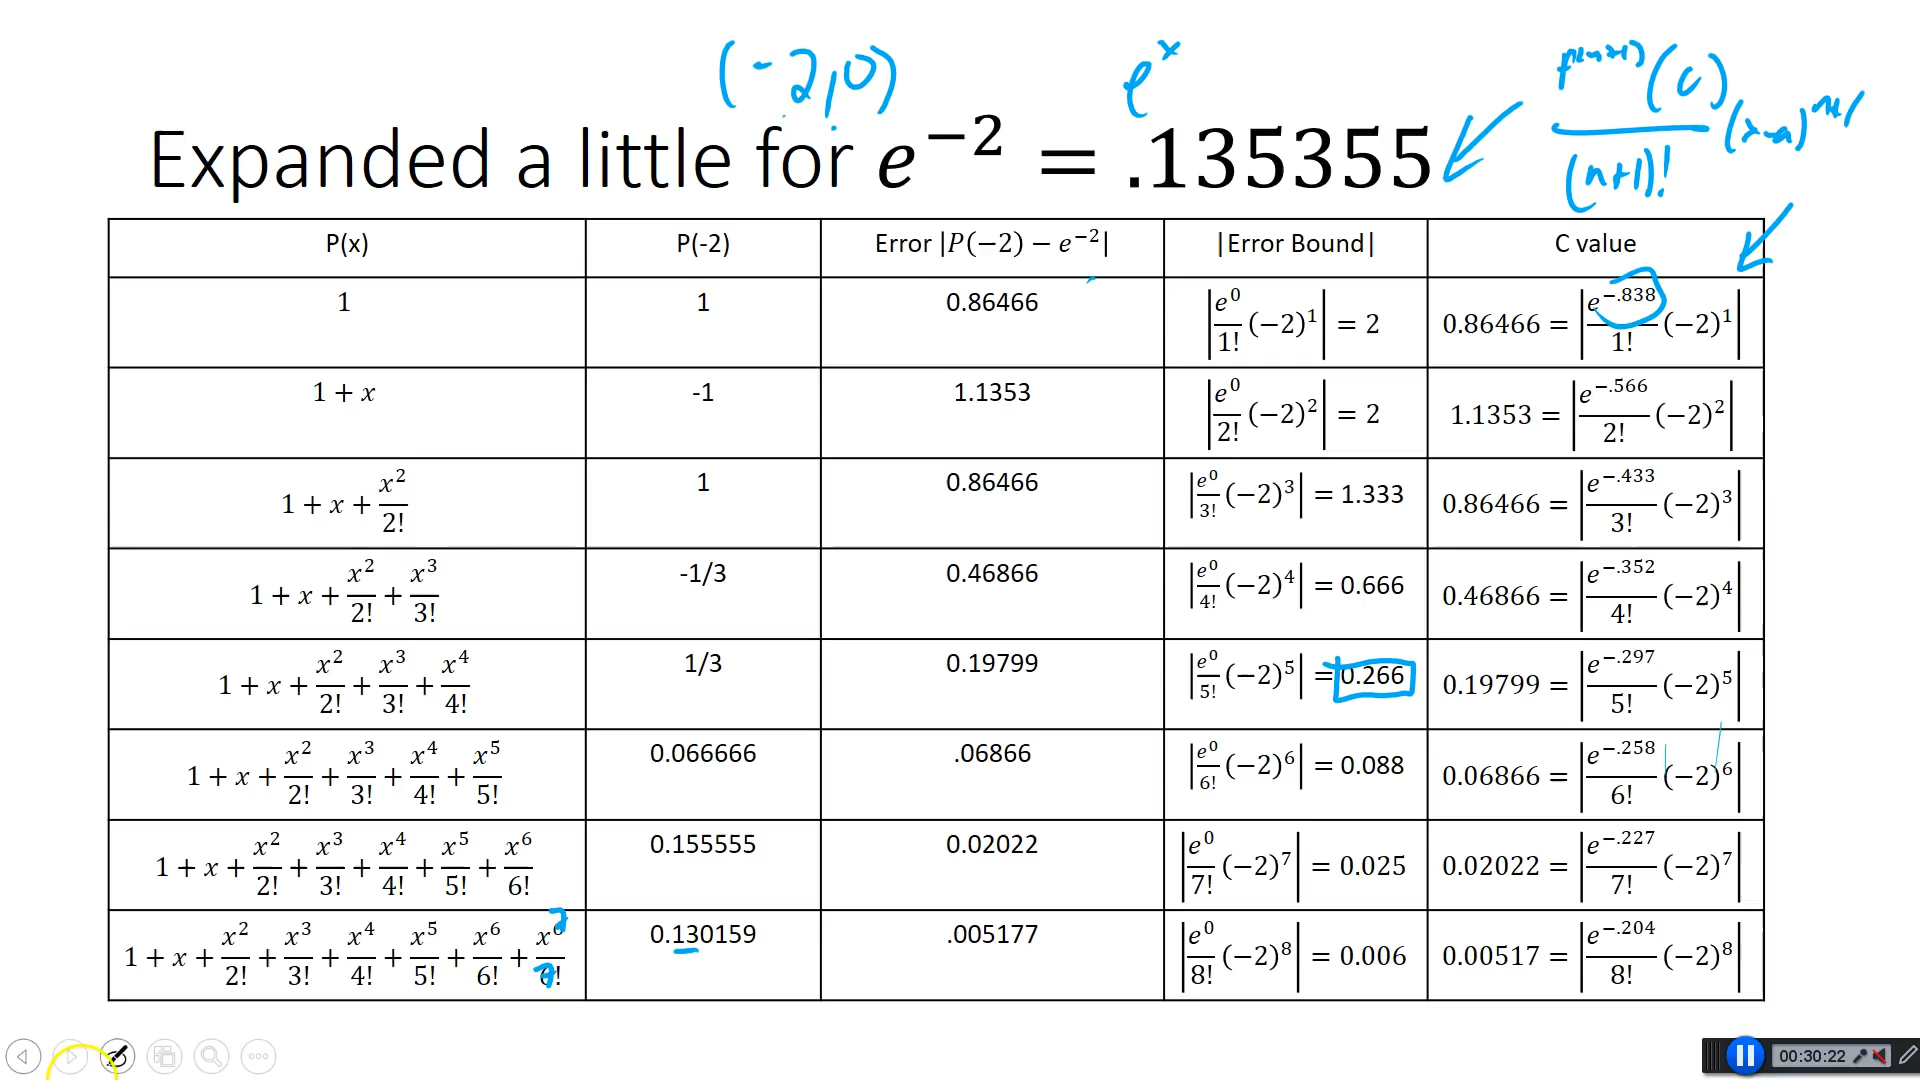 (-2,0) e^x f^(n+1)(c)/(n+1)! (x-a)^n+1
Expanded a little for e^−2 = .135355
P(x) | P(-2) | Error |P(−2) − e^−2| | |Error Bound| | C value
1 | 1 | 0.86466 | |e^0/1! (−2)^1| = 2 | 0.86466 = |e^−.838/1! (−2)^1|
1 + x | -1 | 1.1353 | |e^0/2! (−2)^2| = 2 | 1.1353 = |e^−.566/2! (−2)^2|
1 + x + x^2/2! | 1 | 0.86466 | |e^0/3! (−2)^3| = 1.333 | 0.86466 = |e^−.433/3! (−2)^3|
1 + x + x^2/2! + x^3/3! | -1/3 | 0.46866 | |e^0/4! (−2)^4| = 0.666 | 0.46866 = |e^−.352/4! (−2)^4|
1 + x + x^2/2! + x^3/3! + x^4/4! | 1/3 | 0.19799 | |e^0/5! (−2)^5| = 0.266 | 0.19799 = |e^−.297/5! (−2)^5|
1 + x + x^2/2! + x^3/3! + x^4/4! + x^5/5! | 0.066666 | .06866 | |e^0/6! (−2)^6| = 0.088 | 0.06866 = |e^−.258/6! (−2)^6|
1 + x + x^2/2! + x^3/3! + x^4/4! + x^5/5! + x^6/6! | 0.155555 | 0.02022 | |e^0/7! (−2)^7| = 0.025 | 0.02022 = |e^−.227/7! (−2)^7|
1 + x + x^2/2! + x^3/3! + x^4/4! + x^5/5! + x^6/6! + x^7/7! | 0.130159 | .005177 | |e^0/8! (−2)^8| = 0.006 | 0.00517 = |e^−.204/8! (−2)^8|
00:30:22